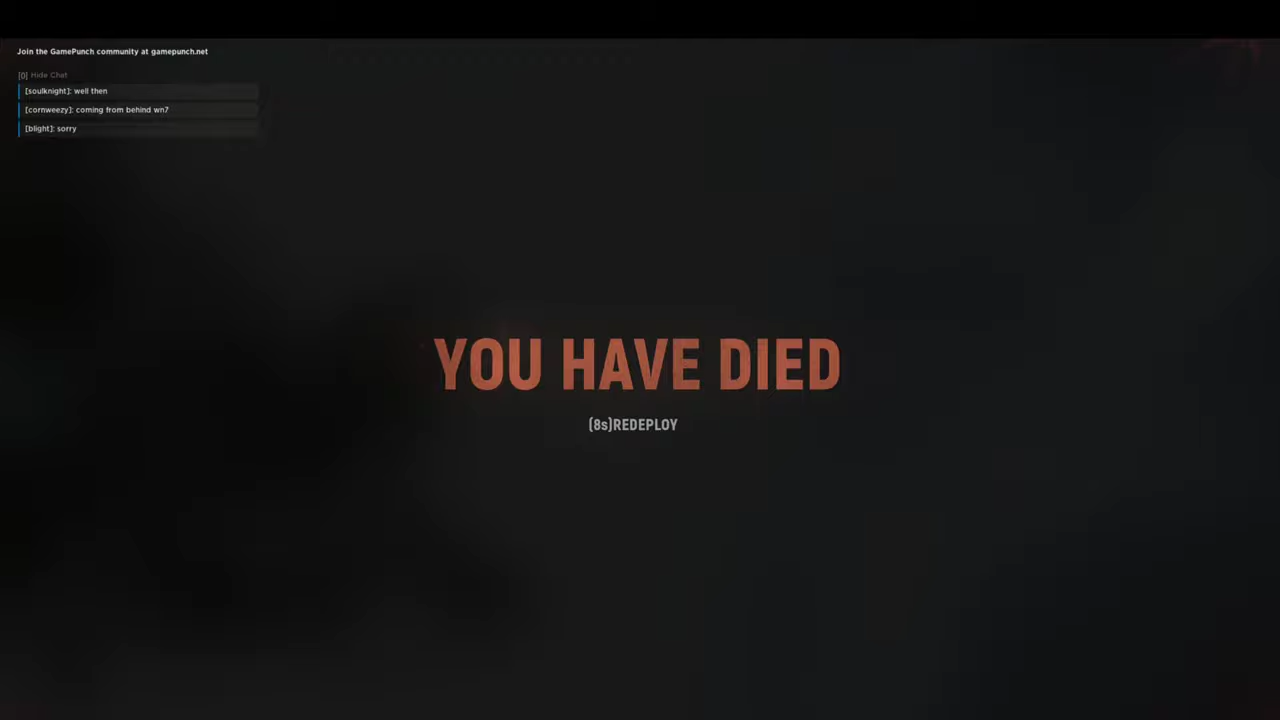 Join the GamePunch community at gamepunch.net
[0] Hide Chat
[soulknight]: well then
[cornweezy]: coming from behind wn7
[blight]: sorry
YOU HAVE DIED
(8s)REDEPLOY